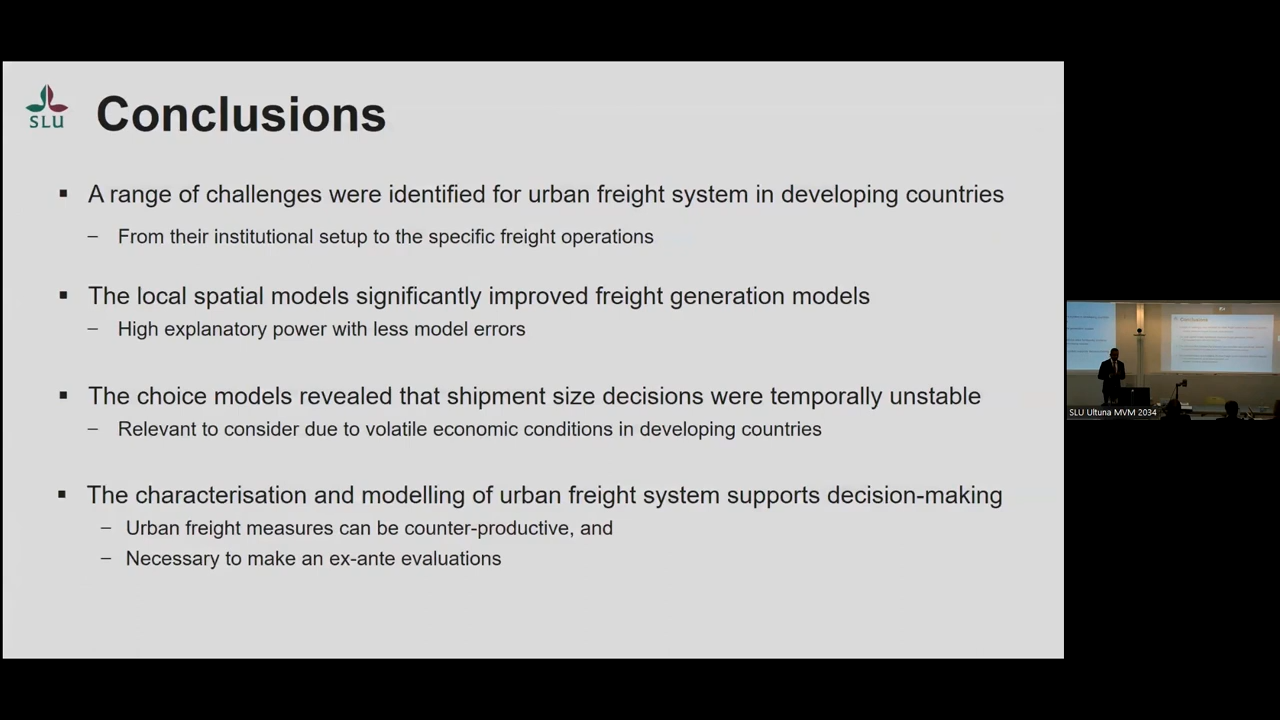 SLU
Conclusions
▪ A range of challenges were identified for urban freight system in developing countries
– From their institutional setup to the specific freight operations
▪ The local spatial models significantly improved freight generation models
– High explanatory power with less model errors
▪ The choice models revealed that shipment size decisions were temporally unstable
– Relevant to consider due to volatile economic conditions in developing countries
▪ The characterisation and modelling of urban freight system supports decision-making
– Urban freight measures can be counter-productive, and
– Necessary to make an ex-ante evaluations
Conclusions
SLU Ultuna MVM 2034